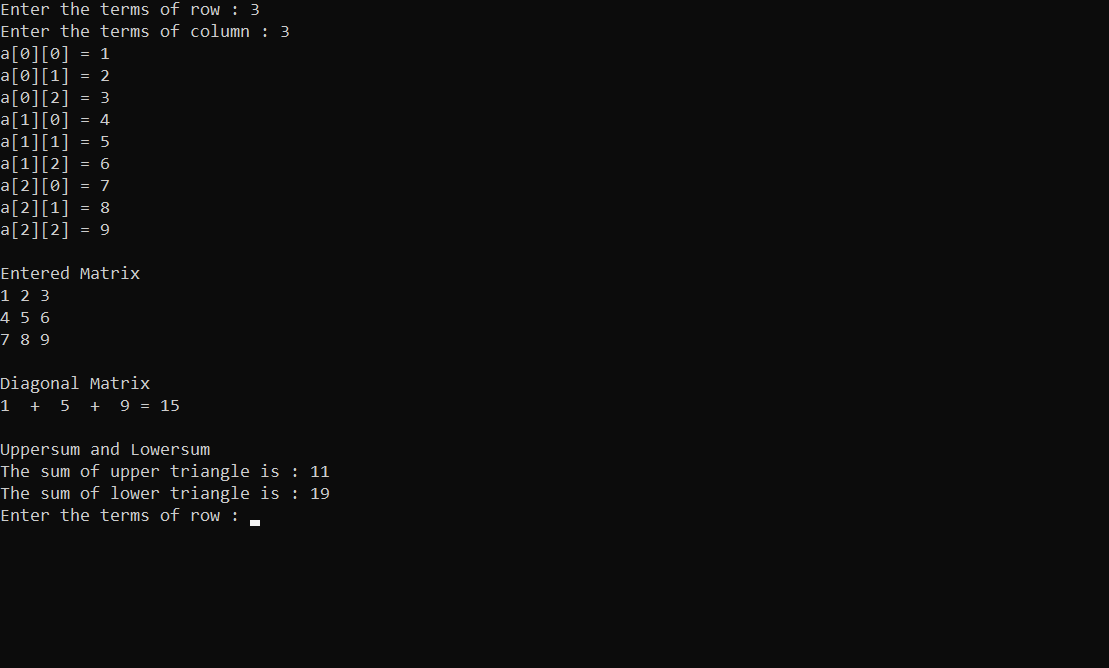 Enter the terms of row : 3
Enter the terms of column : 3
a[0][0] = 1
a[0][1] = 2
a[0][2] = 3
a[1][0] = 4
a[1][1] = 5
a[1][2] = 6
a[2][0] = 7
a[2][1] = 8
a[2][2] = 9
Entered Matrix
1 2 3
4 5 6
7 8 9
Diagonal Matrix
1  +  5  +  9 = 15
Uppersum and Lowersum
The sum of upper triangle is : 11
The sum of lower triangle is : 19
Enter the terms of row :